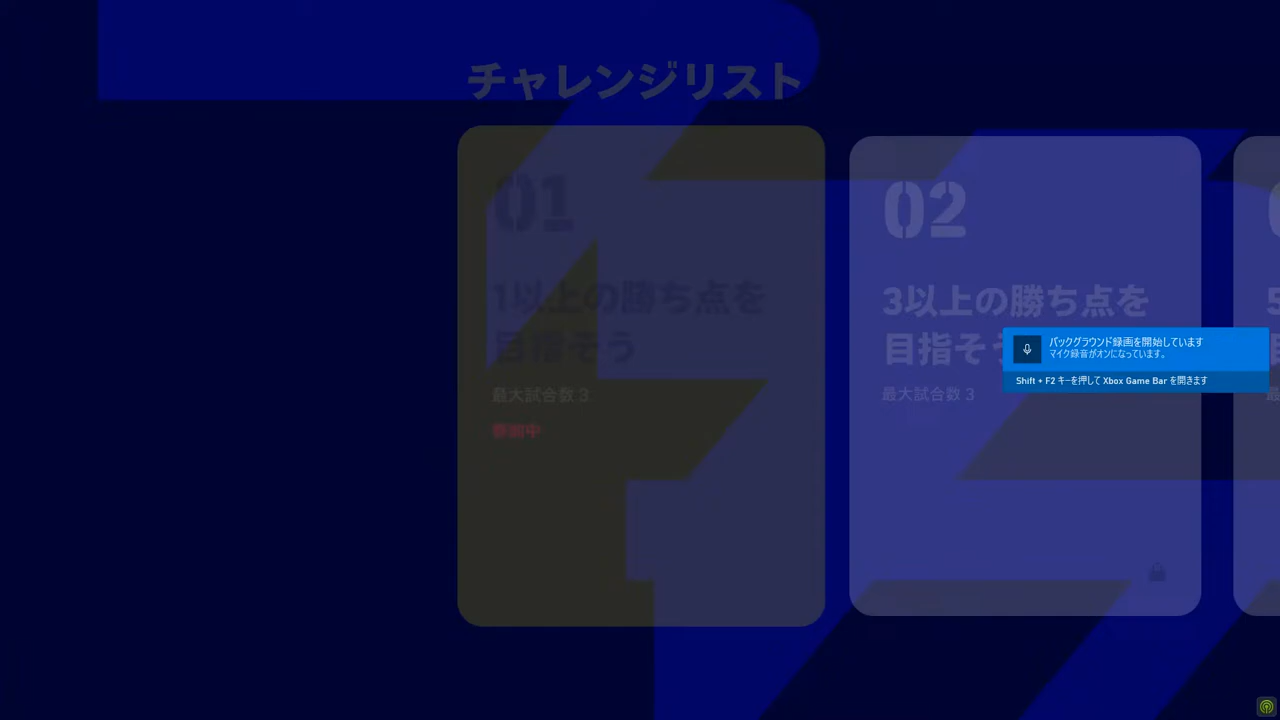 チャレンジリスト
01
1以上の勝ち点を
目指そう
最大試合数 3
参加中
02
3以上の勝ち点を
目指そ
最大試合数 3
バックグラウンド録画を開始しています
マイク録音がオンになっています。
Shift + F2 キーを押して Xbox Game Bar を開きます